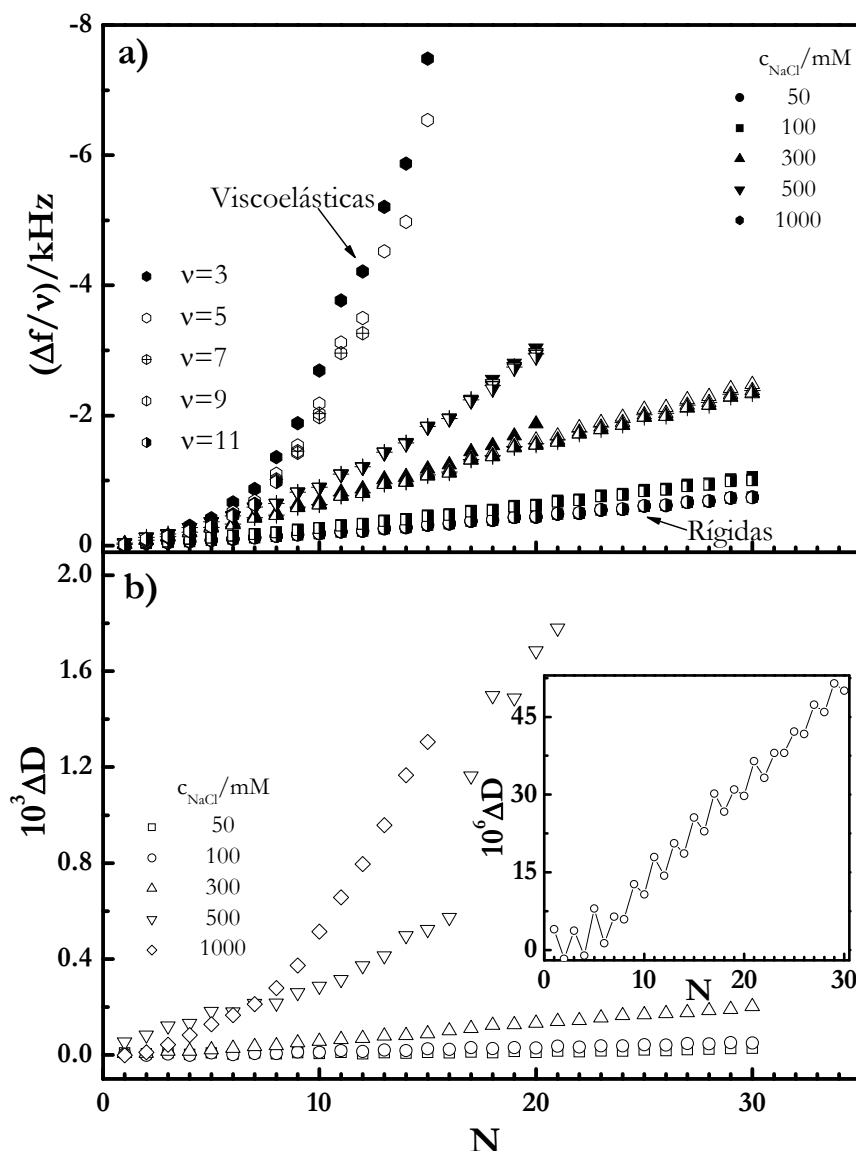 a)
-8
-6
-4
-2
0
(Δf/ν)/kHz
Viscoelásticas
Rígidas
ν=3
ν=5
ν=7
ν=9
ν=11
c_NaCl/mM
50
100
300
500
1000
b)
2.0
1.6
1.2
0.8
0.4
0.0
10³ΔD
c_NaCl/mM
50
100
300
500
1000
45
30
15
0
10⁶ΔD
0 10 20 30
N
0 10 20 30
N